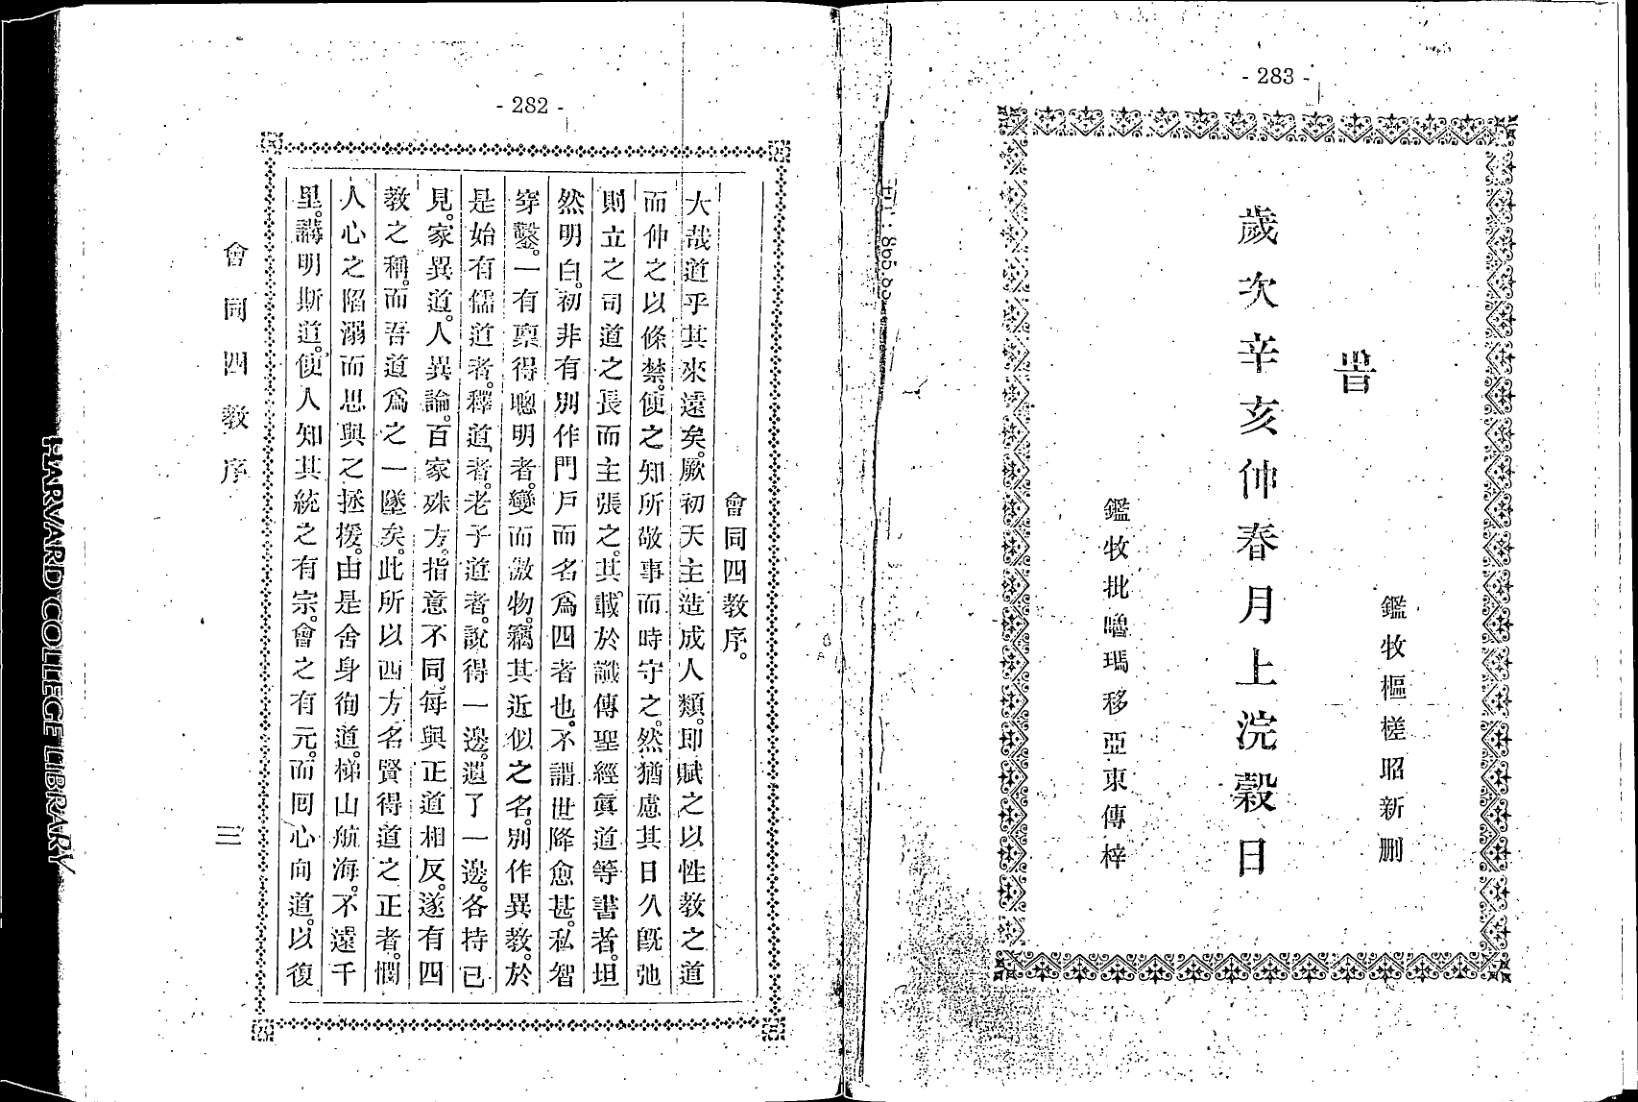 - 283 -
旹
鑑牧樞槎昭新删
歲次辛亥仲春月上浣穀日
鑑牧批嚕瑪移亞東傳梓
- 282 -
會同四教序。
大哉道乎其來遠矣。厥初天主造成人類。即賦之以性教之道
而伸之以條禁。使之知所敬事而時守之。然猶慮其日久旣弛
則立之司道之長而主張之。其載於讖傳聖經眞道等書者。坦
然明白。初非有別作門戶而名爲四者也。不謂世降愈甚。私智
穿鑿。一有稟得聰明者。變而激物。竊其近似之名。別作異教。於
是始有儒道者。釋道者。老子道者。說得一邊。遺了一邊。各持己
見。家異道。人異論。百家殊方。指意不同。每與正道相反。遂有四
教之稱。而吾道爲之一墜矣。此所以西方名賢得道之正者。憫
人心之陷溺而思與之拯援。由是舍身徇道。梯山航海。不遠千
里。講明斯道。使人知其統之有宗。會之有元。而同心向道。以復
會同四教序
三
HARVARD COLLEGE LIBRARY